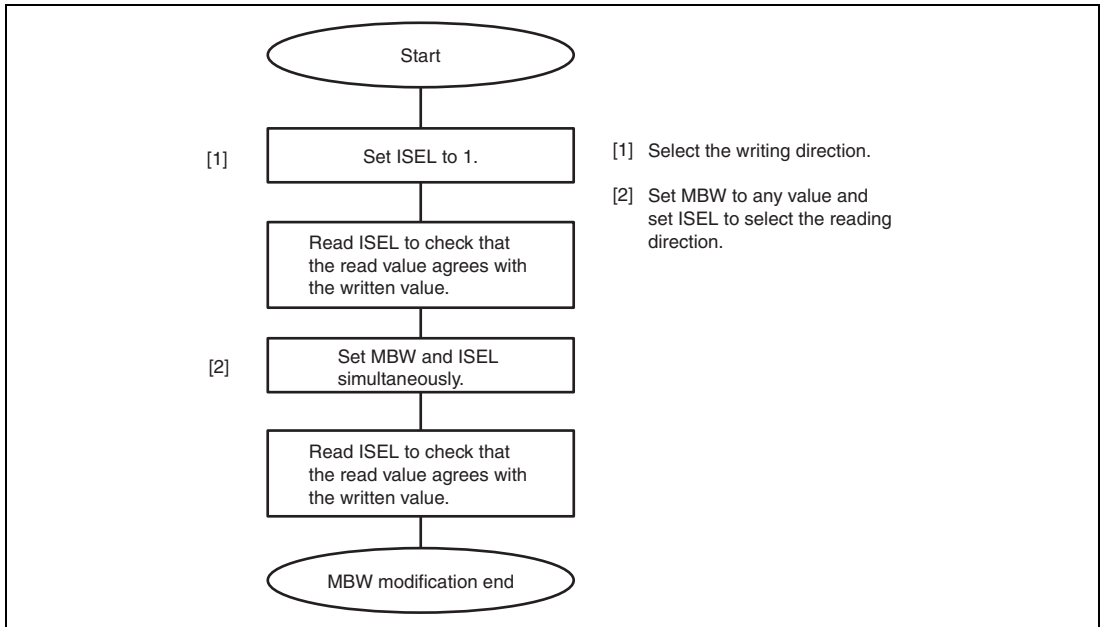 Start
[1]
Set ISEL to 1.
[1] Select the writing direction.
[2] Set MBW to any value and
set ISEL to select the reading
direction.
Read ISEL to check that
the read value agrees with
the written value.
[2]
Set MBW and ISEL
simultaneously.
Read ISEL to check that
the read value agrees with
the written value.
MBW modification end